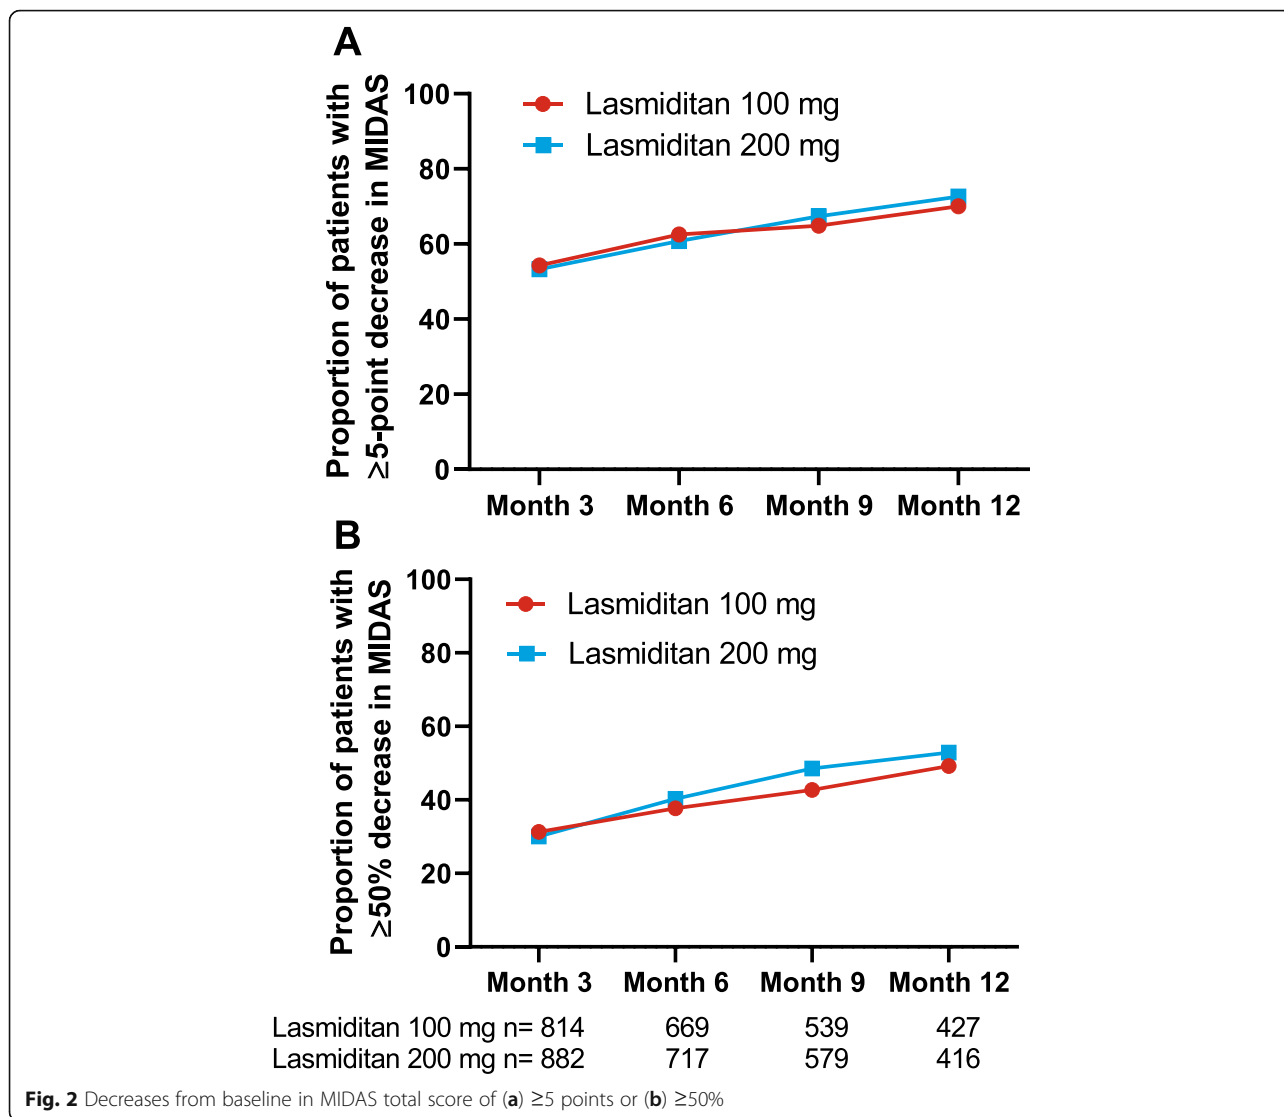 A
Proportion of patients with
≥5-point decrease in MIDAS
100
80
60
40
20
0
Lasmiditan 100 mg
Lasmiditan 200 mg
Month 3 Month 6 Month 9 Month 12
B
Proportion of patients with
≥50% decrease in MIDAS
100
80
60
40
20
0
Lasmiditan 100 mg
Lasmiditan 200 mg
Month 3 Month 6 Month 9 Month 12
Lasmiditan 100 mg n= 814 669 539 427
Lasmiditan 200 mg n= 882 717 579 416
Fig. 2 Decreases from baseline in MIDAS total score of (a) ≥5 points or (b) ≥50%